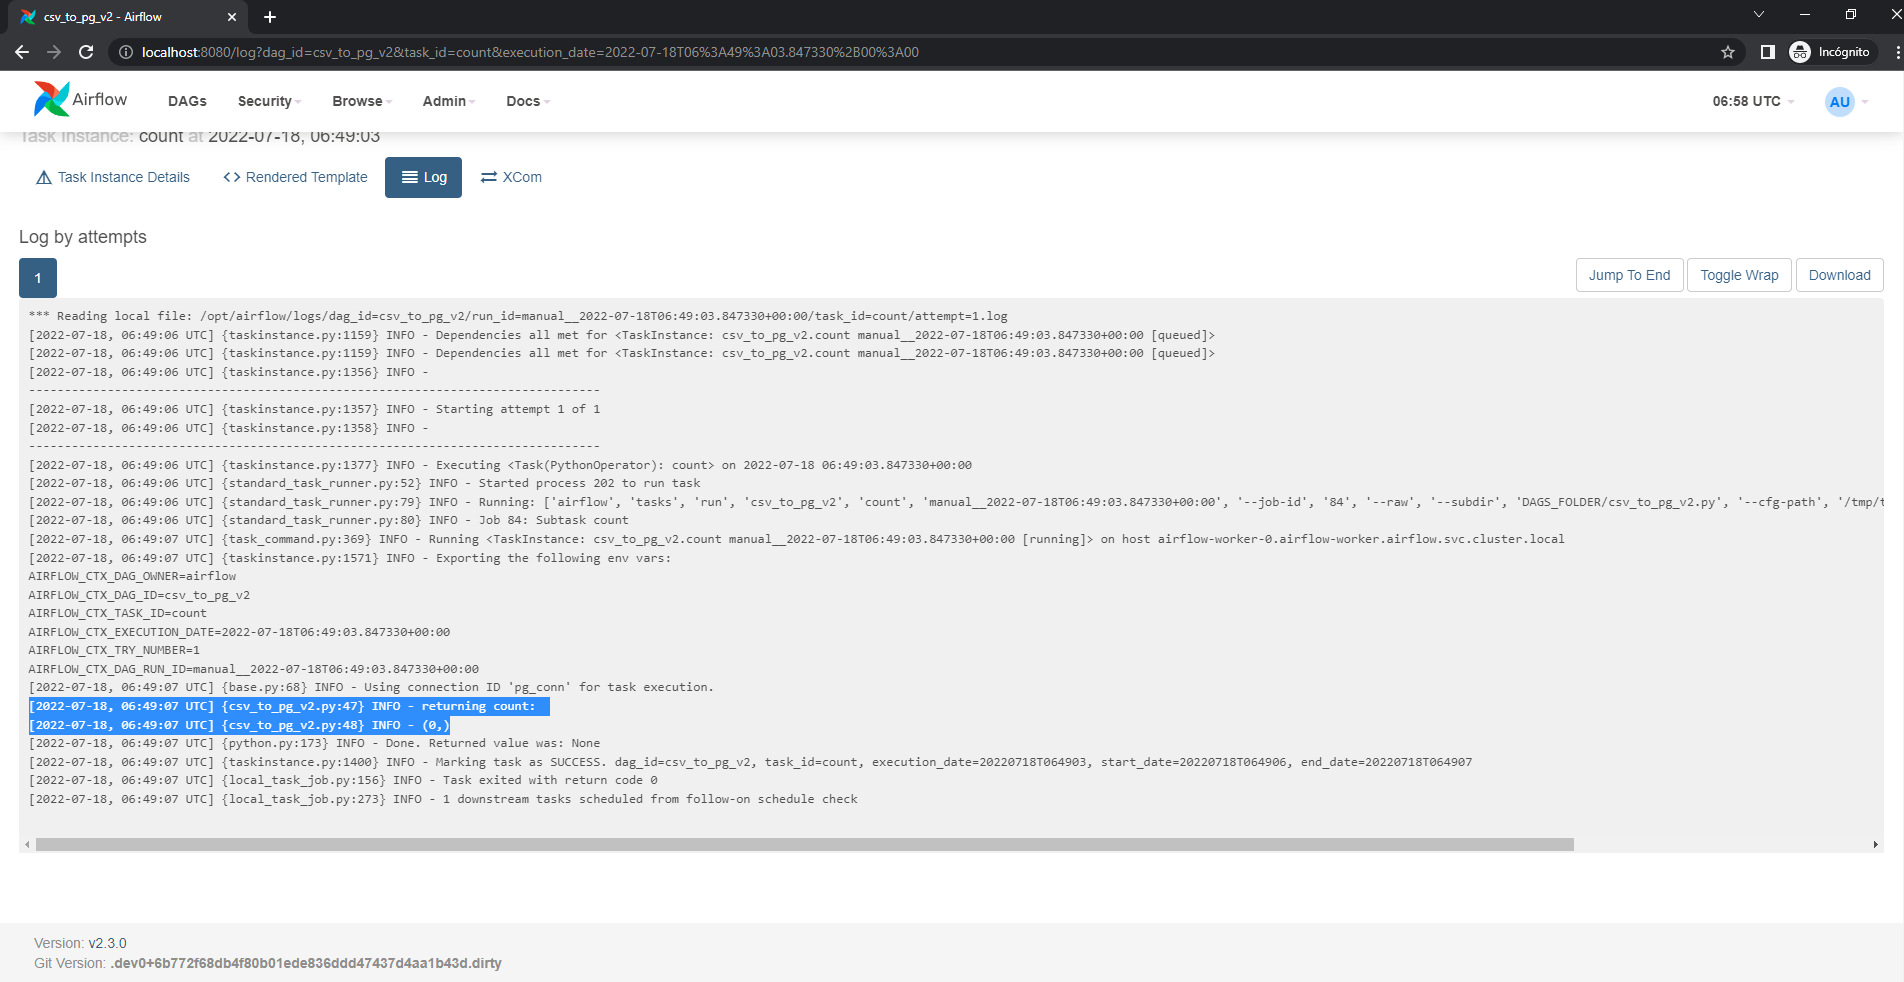 csv_to_pg_v2 - Airflow
localhost:8080/log?dag_id=csv_to_pg_v2&task_id=count&execution_date=2022-07-18T06%3A49%3A03.847330%2B00%3A00
Incógnito
Airflow DAGs Security Browse Admin Docs 06:58 UTC AU
Task Instance: count at 2022-07-18, 06:49:03
Task Instance Details <> Rendered Template Log XCom
Log by attempts
1 Jump To End Toggle Wrap Download
*** Reading local file: /opt/airflow/logs/dag_id=csv_to_pg_v2/run_id=manual__2022-07-18T06:49:03.847330+00:00/task_id=count/attempt=1.log
[2022-07-18, 06:49:06 UTC] {taskinstance.py:1159} INFO - Dependencies all met for <TaskInstance: csv_to_pg_v2.count manual__2022-07-18T06:49:03.847330+00:00 [queued]>
[2022-07-18, 06:49:06 UTC] {taskinstance.py:1159} INFO - Dependencies all met for <TaskInstance: csv_to_pg_v2.count manual__2022-07-18T06:49:03.847330+00:00 [queued]>
[2022-07-18, 06:49:06 UTC] {taskinstance.py:1356} INFO -
--------------------------------------------------------------------------------
[2022-07-18, 06:49:06 UTC] {taskinstance.py:1357} INFO - Starting attempt 1 of 1
[2022-07-18, 06:49:06 UTC] {taskinstance.py:1358} INFO -
--------------------------------------------------------------------------------
[2022-07-18, 06:49:06 UTC] {taskinstance.py:1377} INFO - Executing <Task(PythonOperator): count> on 2022-07-18 06:49:03.847330+00:00
[2022-07-18, 06:49:06 UTC] {standard_task_runner.py:52} INFO - Started process 202 to run task
[2022-07-18, 06:49:06 UTC] {standard_task_runner.py:79} INFO - Running: ['airflow', 'tasks', 'run', 'csv_to_pg_v2', 'count', 'manual__2022-07-18T06:49:03.847330+00:00', '--job-id', '84', '--raw', '--subdir', 'DAGS_FOLDER/csv_to_pg_v2.py', '--cfg-path', '/tmp/t
[2022-07-18, 06:49:06 UTC] {standard_task_runner.py:80} INFO - Job 84: Subtask count
[2022-07-18, 06:49:07 UTC] {task_command.py:369} INFO - Running <TaskInstance: csv_to_pg_v2.count manual__2022-07-18T06:49:03.847330+00:00 [running]> on host airflow-worker-0.airflow-worker.airflow.svc.cluster.local
[2022-07-18, 06:49:07 UTC] {taskinstance.py:1571} INFO - Exporting the following env vars:
AIRFLOW_CTX_DAG_OWNER=airflow
AIRFLOW_CTX_DAG_ID=csv_to_pg_v2
AIRFLOW_CTX_TASK_ID=count
AIRFLOW_CTX_EXECUTION_DATE=2022-07-18T06:49:03.847330+00:00
AIRFLOW_CTX_TRY_NUMBER=1
AIRFLOW_CTX_DAG_RUN_ID=manual__2022-07-18T06:49:03.847330+00:00
[2022-07-18, 06:49:07 UTC] {base.py:68} INFO - Using connection ID 'pg_conn' for task execution.
[2022-07-18, 06:49:07 UTC] {csv_to_pg_v2.py:47} INFO - returning count:
[2022-07-18, 06:49:07 UTC] {csv_to_pg_v2.py:48} INFO - (0,)
[2022-07-18, 06:49:07 UTC] {python.py:173} INFO - Done. Returned value was: None
[2022-07-18, 06:49:07 UTC] {taskinstance.py:1400} INFO - Marking task as SUCCESS. dag_id=csv_to_pg_v2, task_id=count, execution_date=20220718T064903, start_date=20220718T064906, end_date=20220718T064907
[2022-07-18, 06:49:07 UTC] {local_task_job.py:156} INFO - Task exited with return code 0
[2022-07-18, 06:49:07 UTC] {local_task_job.py:273} INFO - 1 downstream tasks scheduled from follow-on schedule check
Version: v2.3.0
Git Version: .dev0+6b772f68db4f80b01ede836ddd47437d4aa1b43d.dirty